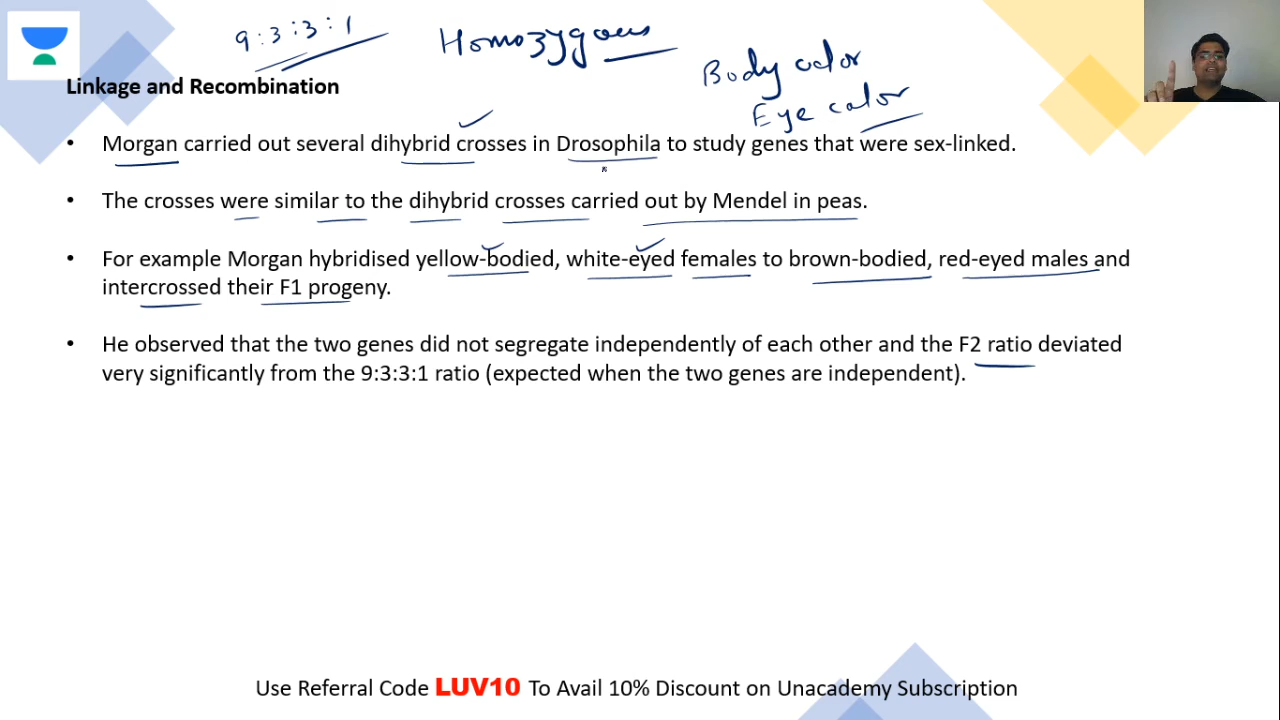 9:3:3:1
Homozygous
Body color
Eye color
Linkage and Recombination
• Morgan carried out several dihybrid crosses in Drosophila to study genes that were sex-linked.
• The crosses were similar to the dihybrid crosses carried out by Mendel in peas.
• For example Morgan hybridised yellow-bodied, white-eyed females to brown-bodied, red-eyed males and
intercrossed their F1 progeny.
• He observed that the two genes did not segregate independently of each other and the F2 ratio deviated
very significantly from the 9:3:3:1 ratio (expected when the two genes are independent).
Use Referral Code LUV10 To Avail 10% Discount on Unacademy Subscription